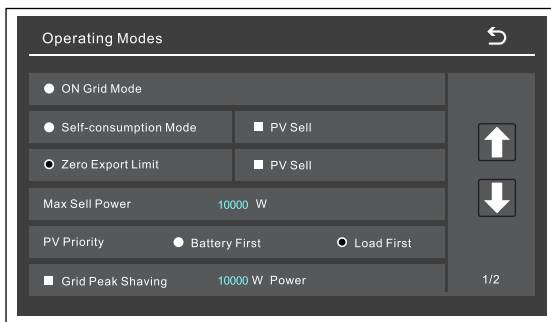 Operating Modes
ON Grid Mode
Self-consumption Mode PV Sell
Zero Export Limit PV Sell
Max Sell Power 10000 W
PV Priority Battery First Load First
Grid Peak Shaving 10000 W Power
1/2